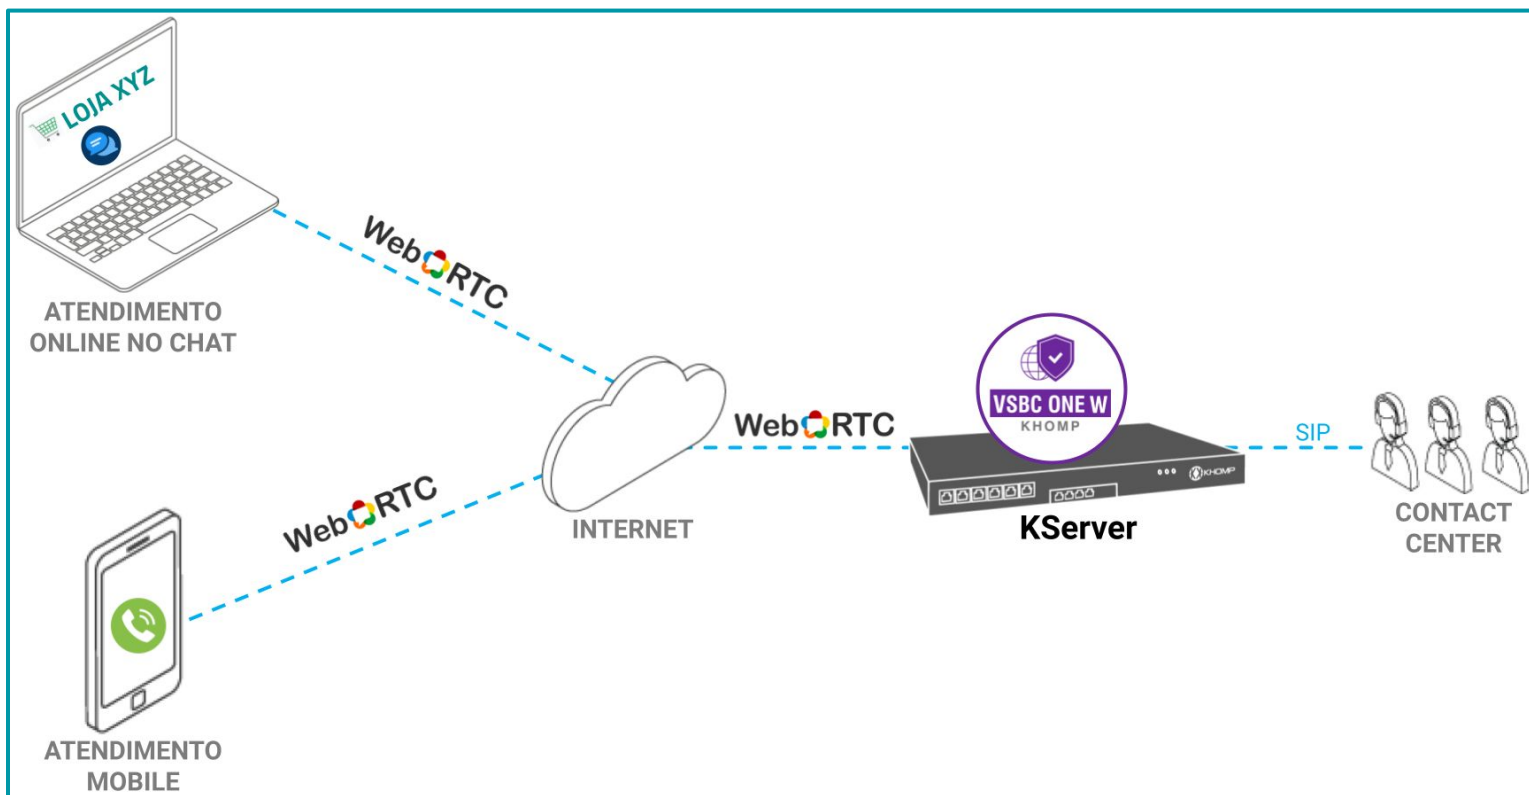 LOJA XYZ
ATENDIMENTO
ONLINE NO CHAT
WebRTC
WebRTC
INTERNET
WebRTC
VSBC ONE W
KHOMP
KHOMP
KServer
SIP
CONTACT
CENTER
ATENDIMENTO
MOBILE